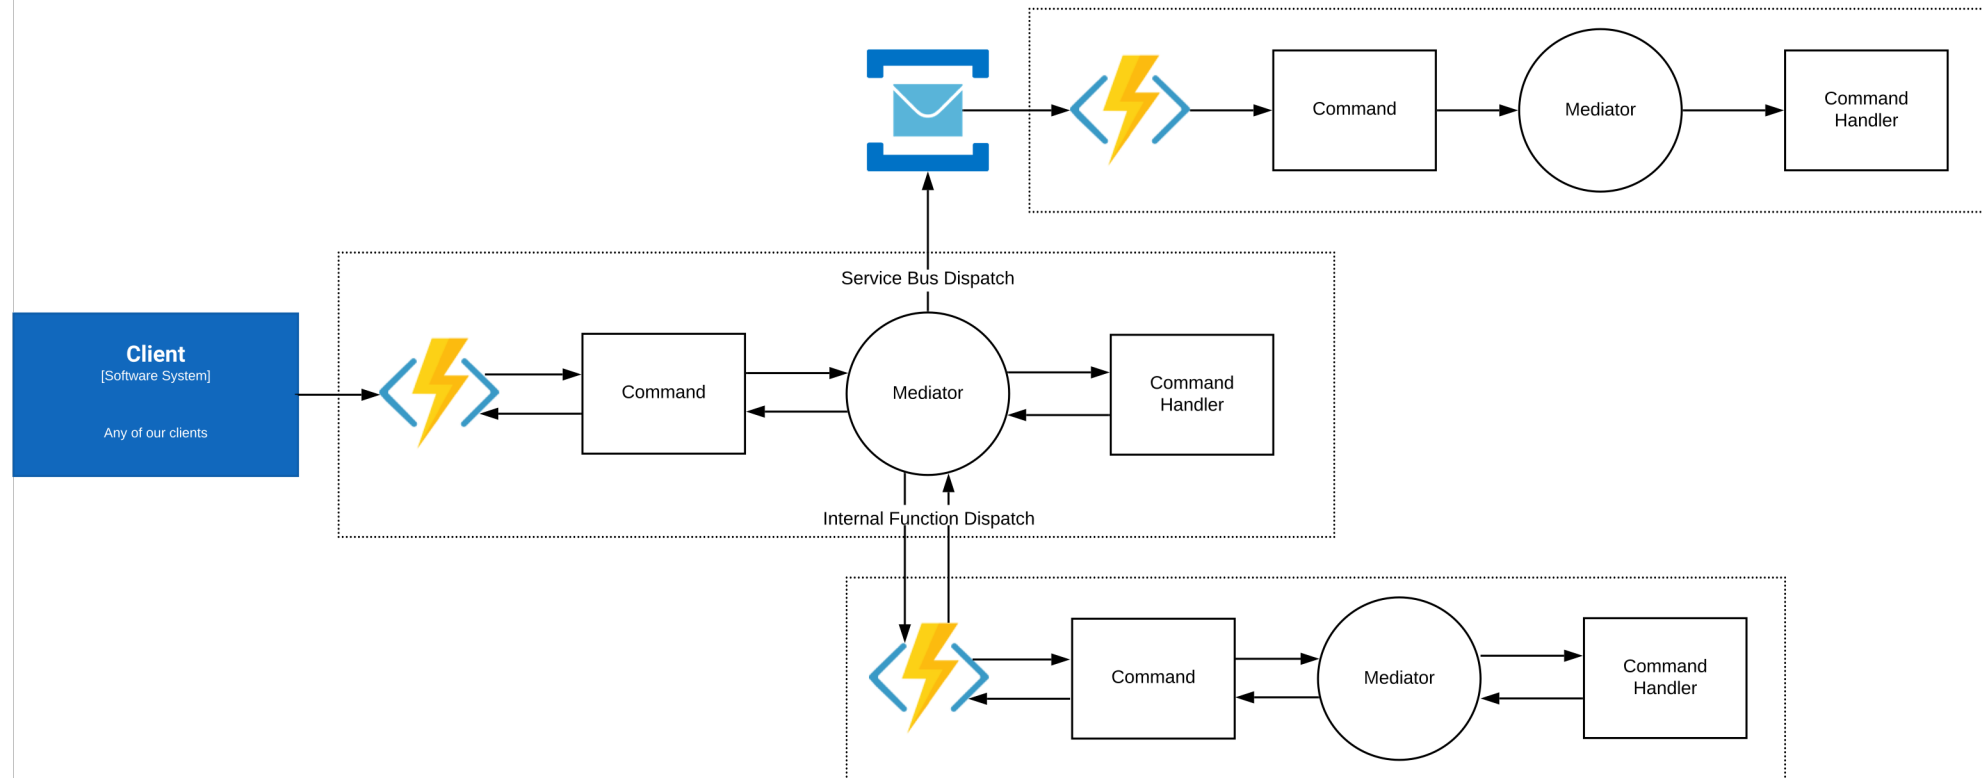 Command
Mediator
Command
Handler
Service Bus Dispatch
Client
[Software System]
Any of our clients
Command
Mediator
Command
Handler
Internal Function Dispatch
Command
Mediator
Command
Handler